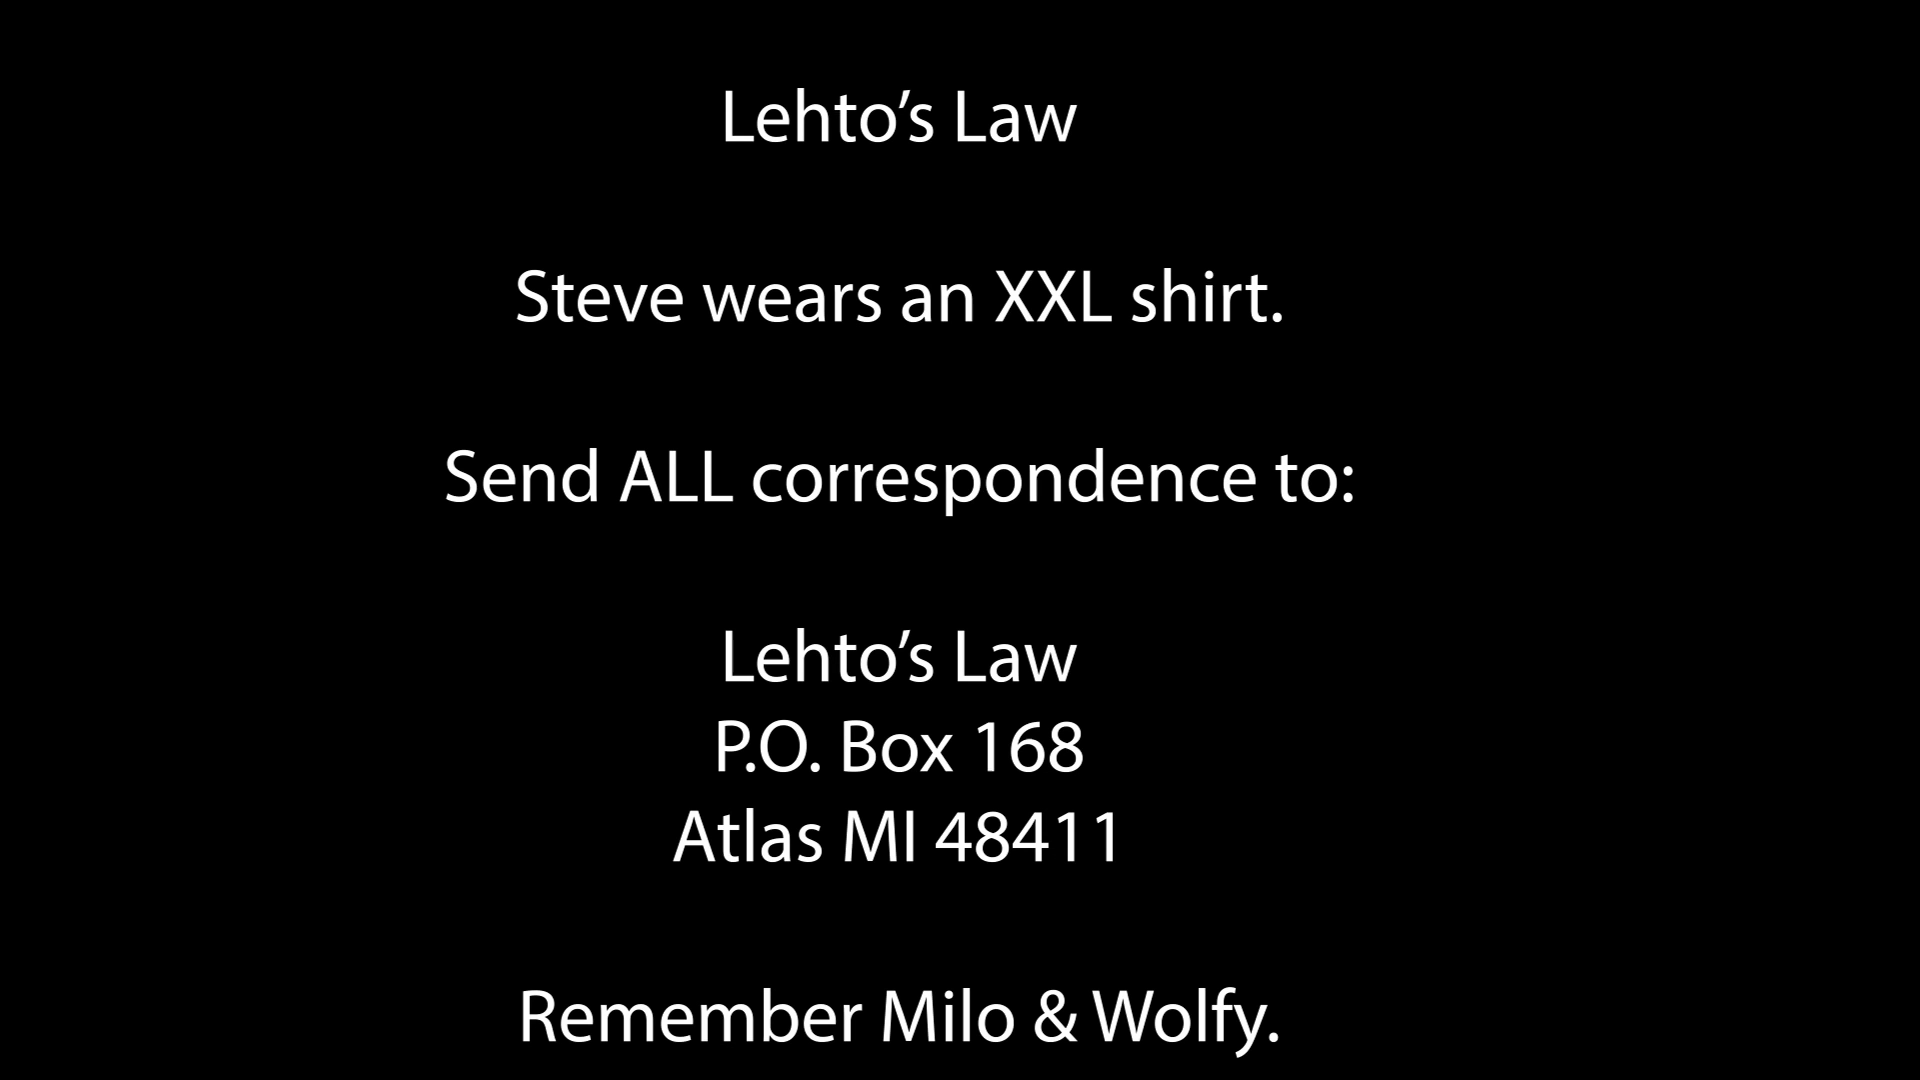 Lehto’s Law
Steve wears an XXL shirt.
Send ALL correspondence to:
Lehto’s Law
P.O. Box 168
Atlas MI 48411
Remember Milo & Wolfy.